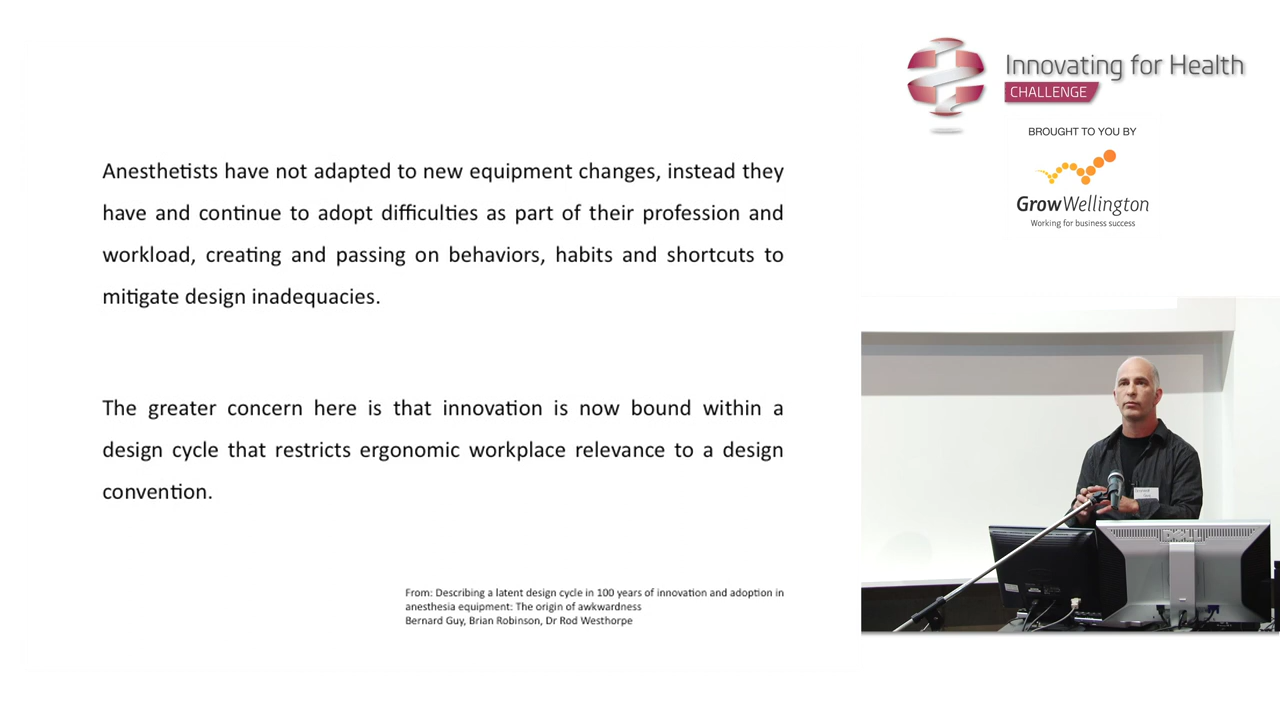 Innovating for Health
CHALLENGE
BROUGHT TO YOU BY
GrowWellington
Working for business success
Anesthetists have not adapted to new equipment changes, instead they
have and continue to adopt difficulties as part of their profession and
workload, creating and passing on behaviors, habits and shortcuts to
mitigate design inadequacies.
The greater concern here is that innovation is now bound within a
design cycle that restricts ergonomic workplace relevance to a design
convention.
From: Describing a latent design cycle in 100 years of innovation and adoption in
anesthesia equipment: The origin of awkwardness
Bernard Guy, Brian Robinson, Dr Rod Westhorpe